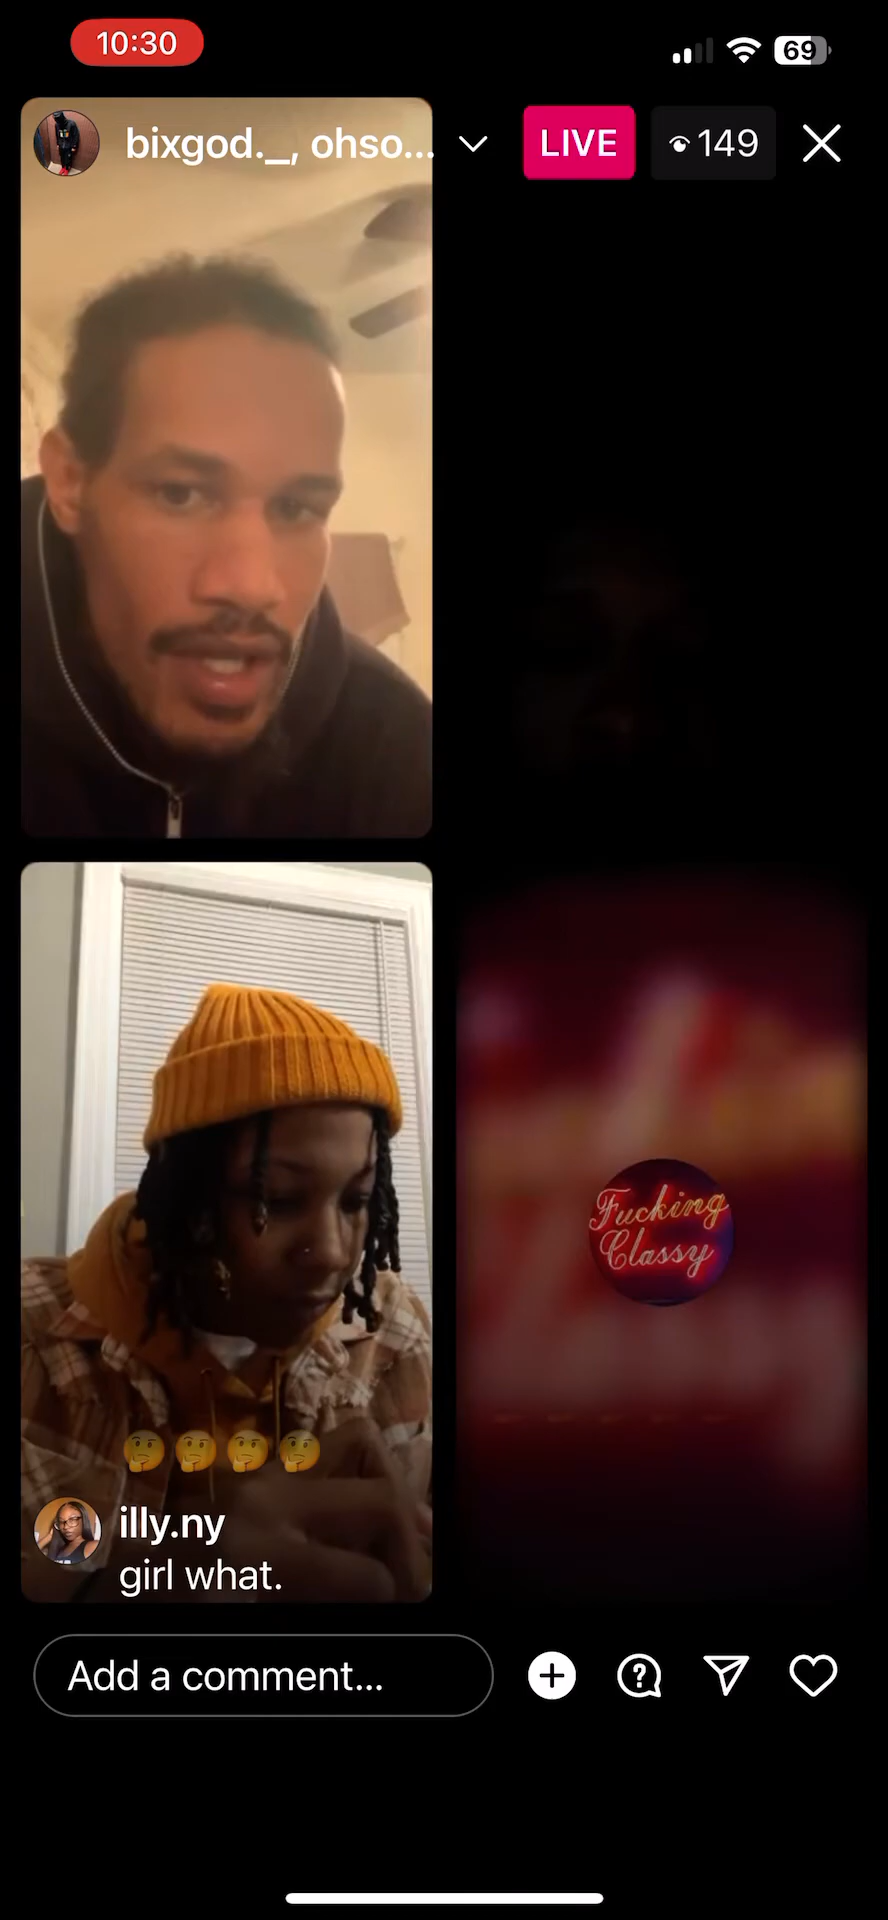 10:30
69
bixgod._, ohso...
LIVE
149
Fucking
Classy
🤔🤔🤔🤔
illy.ny
girl what.
Add a comment...